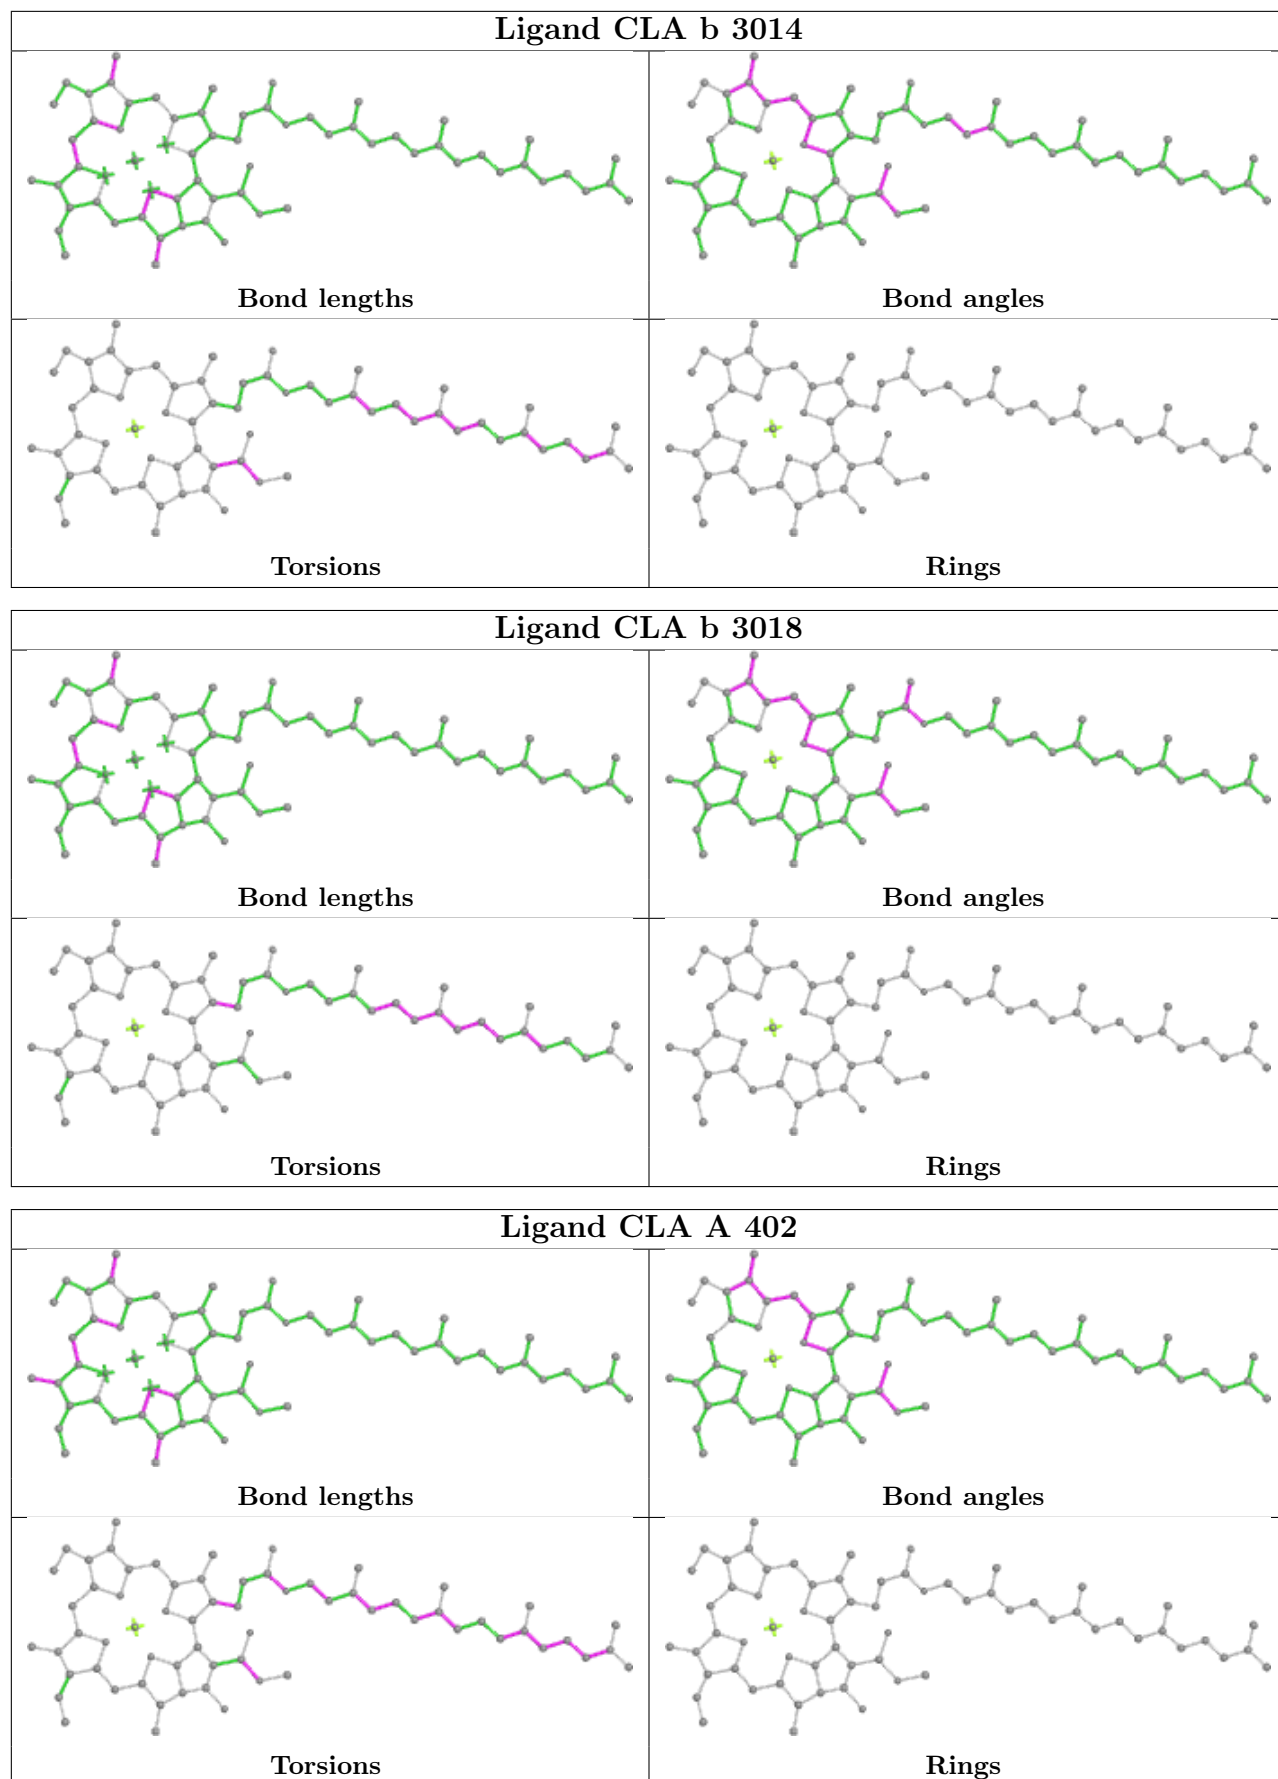 Ligand CLA b 3014
Bond lengths
Bond angles
Torsions
Rings
Ligand CLA b 3018
Bond lengths
Bond angles
Torsions
Rings
Ligand CLA A 402
Bond lengths
Bond angles
Torsions
Rings